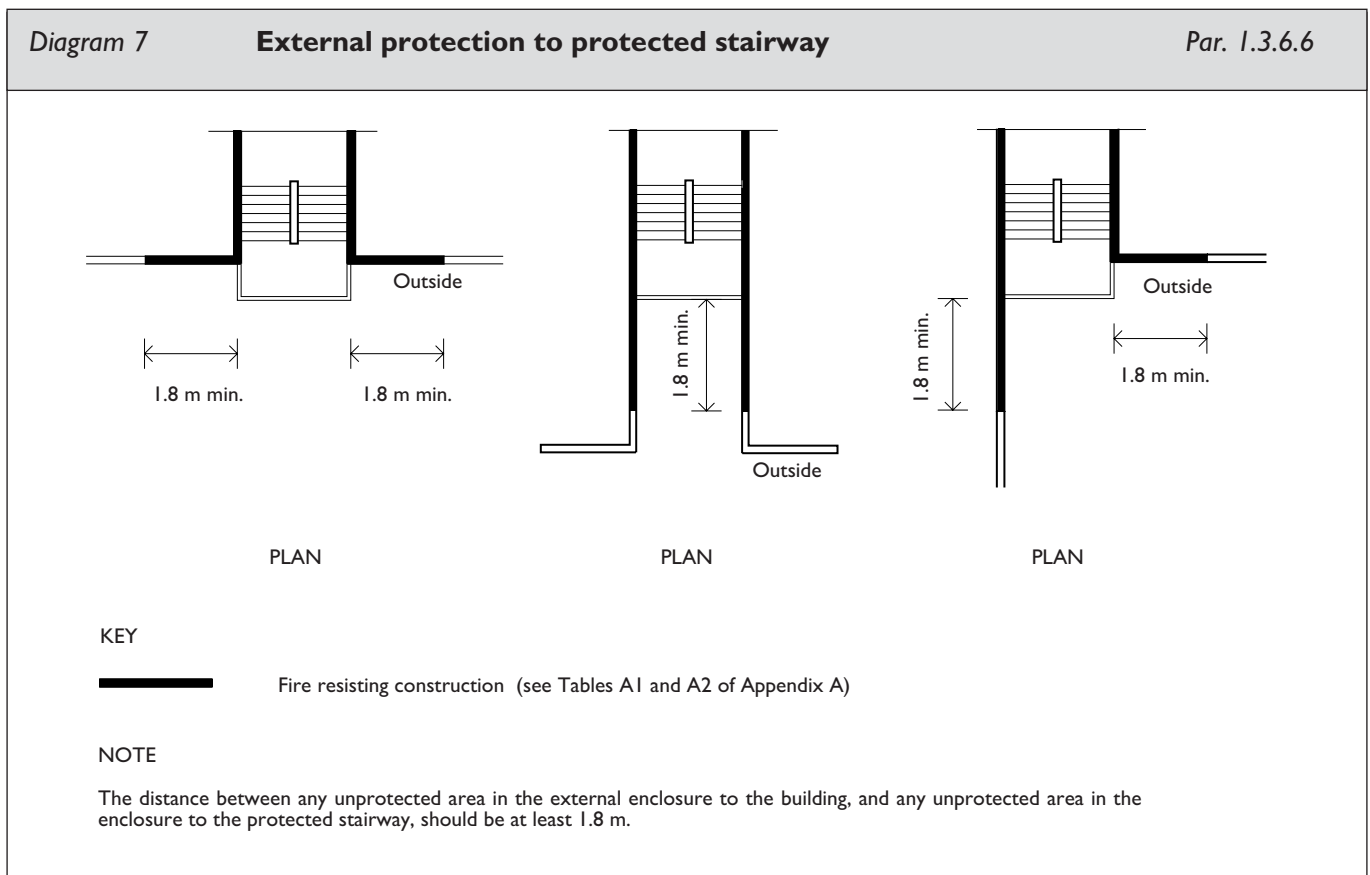 Diagram 7 External protection to protected stairway Par. 1.3.6.6
Outside
1.8 m min.
1.8 m min.
PLAN
1.8 m min.
Outside
PLAN
Outside
1.8 m min.
1.8 m min.
PLAN
KEY
Fire resisting construction (see Tables A1 and A2 of Appendix A)
NOTE
The distance between any unprotected area in the external enclosure to the building, and any unprotected area in the
enclosure to the protected stairway, should be at least 1.8 m.